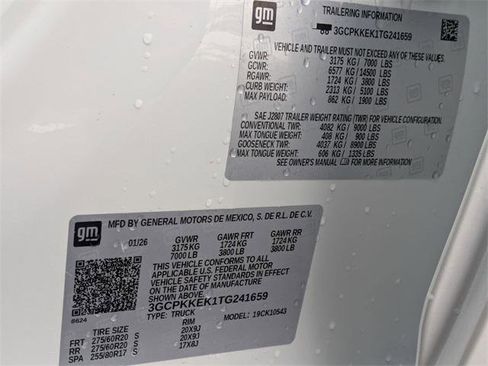 gm
TRAILERING INFORMATION
3GCPKKEK1TG241659
VEHICLE AND TRAILER MUST NOT EXCEED ANY OF THESE:
GVWR: 3175 KG / 7000 LBS
GCWR: 6577 KG / 14500 LBS
RGAWR: 1724 KG / 3800 LBS
CURB WEIGHT: 2313 KG / 5100 LBS
MAX PAYLOAD: 862 KG / 1900 LBS
SAE J2807 TRAILER WEIGHT RATING (TWR) FOR VEHICLE CONFIGURATION:
CONVENTIONAL TWR: 4082 KG / 9000 LBS
MAX TONGUE WEIGHT: 408 KG / 900 LBS
GOOSENECK TWR: 4037 KG / 8900 LBS
MAX TONGUE WEIGHT: 606 KG / 1335 LBS
SEE OWNER'S MANUAL FOR MORE INFORMATION
gm
MFD BY GENERAL MOTORS DE MEXICO, S. DE R.L. DE C.V.
01/26 GVWR GAWR FRT GAWR RR
3175 KG 1724 KG 1724 KG
7000 LB 3800 LB 3800 LB
THIS VEHICLE CONFORMS TO ALL
APPLICABLE U.S. FEDERAL MOTOR
VEHICLE SAFETY STANDARDS IN EFFECT
ON THE DATE OF MANUFACTURE
SHOWN ABOVE.
3GCPKKEK1TG241659
8624 TYPE: TRUCK MODEL: 19CK10543
TIRE SIZE RIM
FRT 275/60R20 S 20X9J
RR 275/60R20 S 20X9J
SPA 255/80R17 S 17X8J